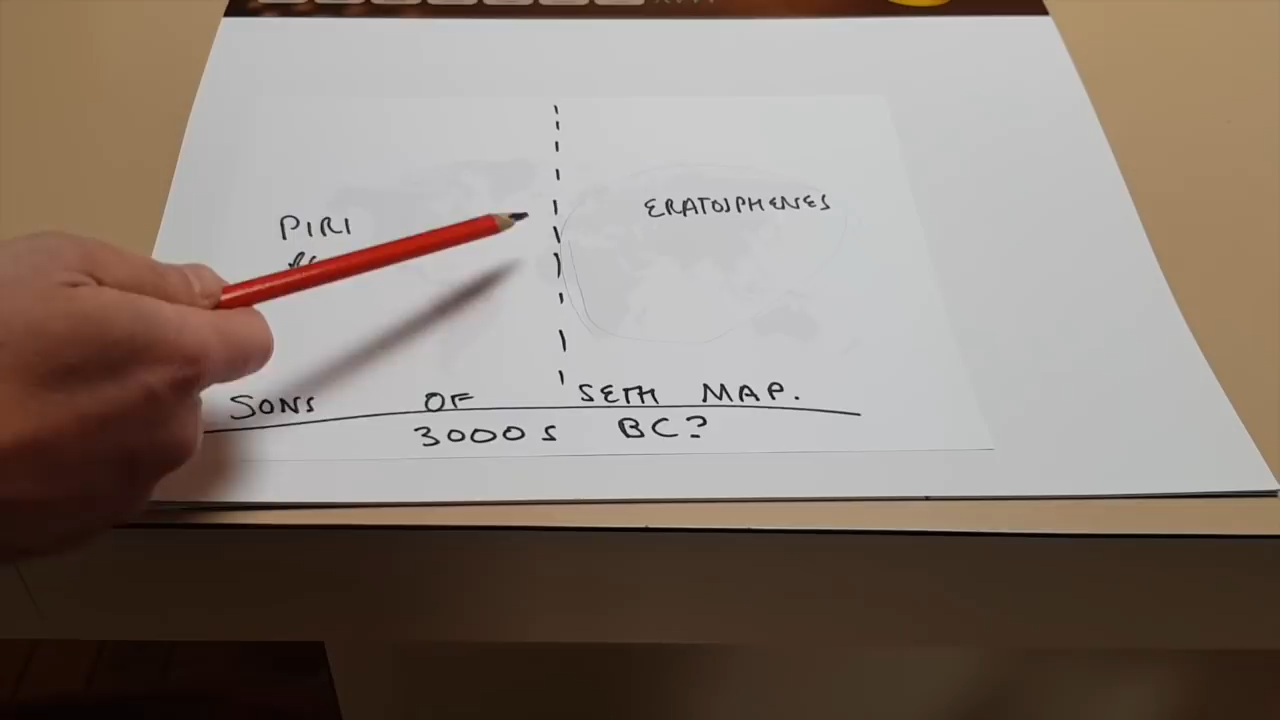 PIRI
ERATOSPHENES
SONS OF SETH MAP.
3000s BC?